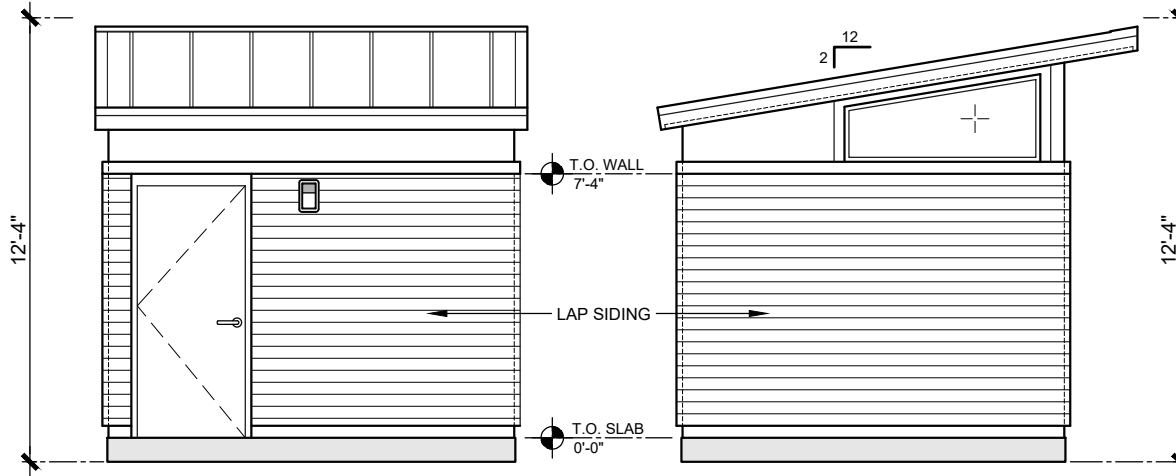 12
2
T.O. WALL
7'-4"
12'-4"
12'-4"
LAP SIDING
T.O. SLAB
0'-0"